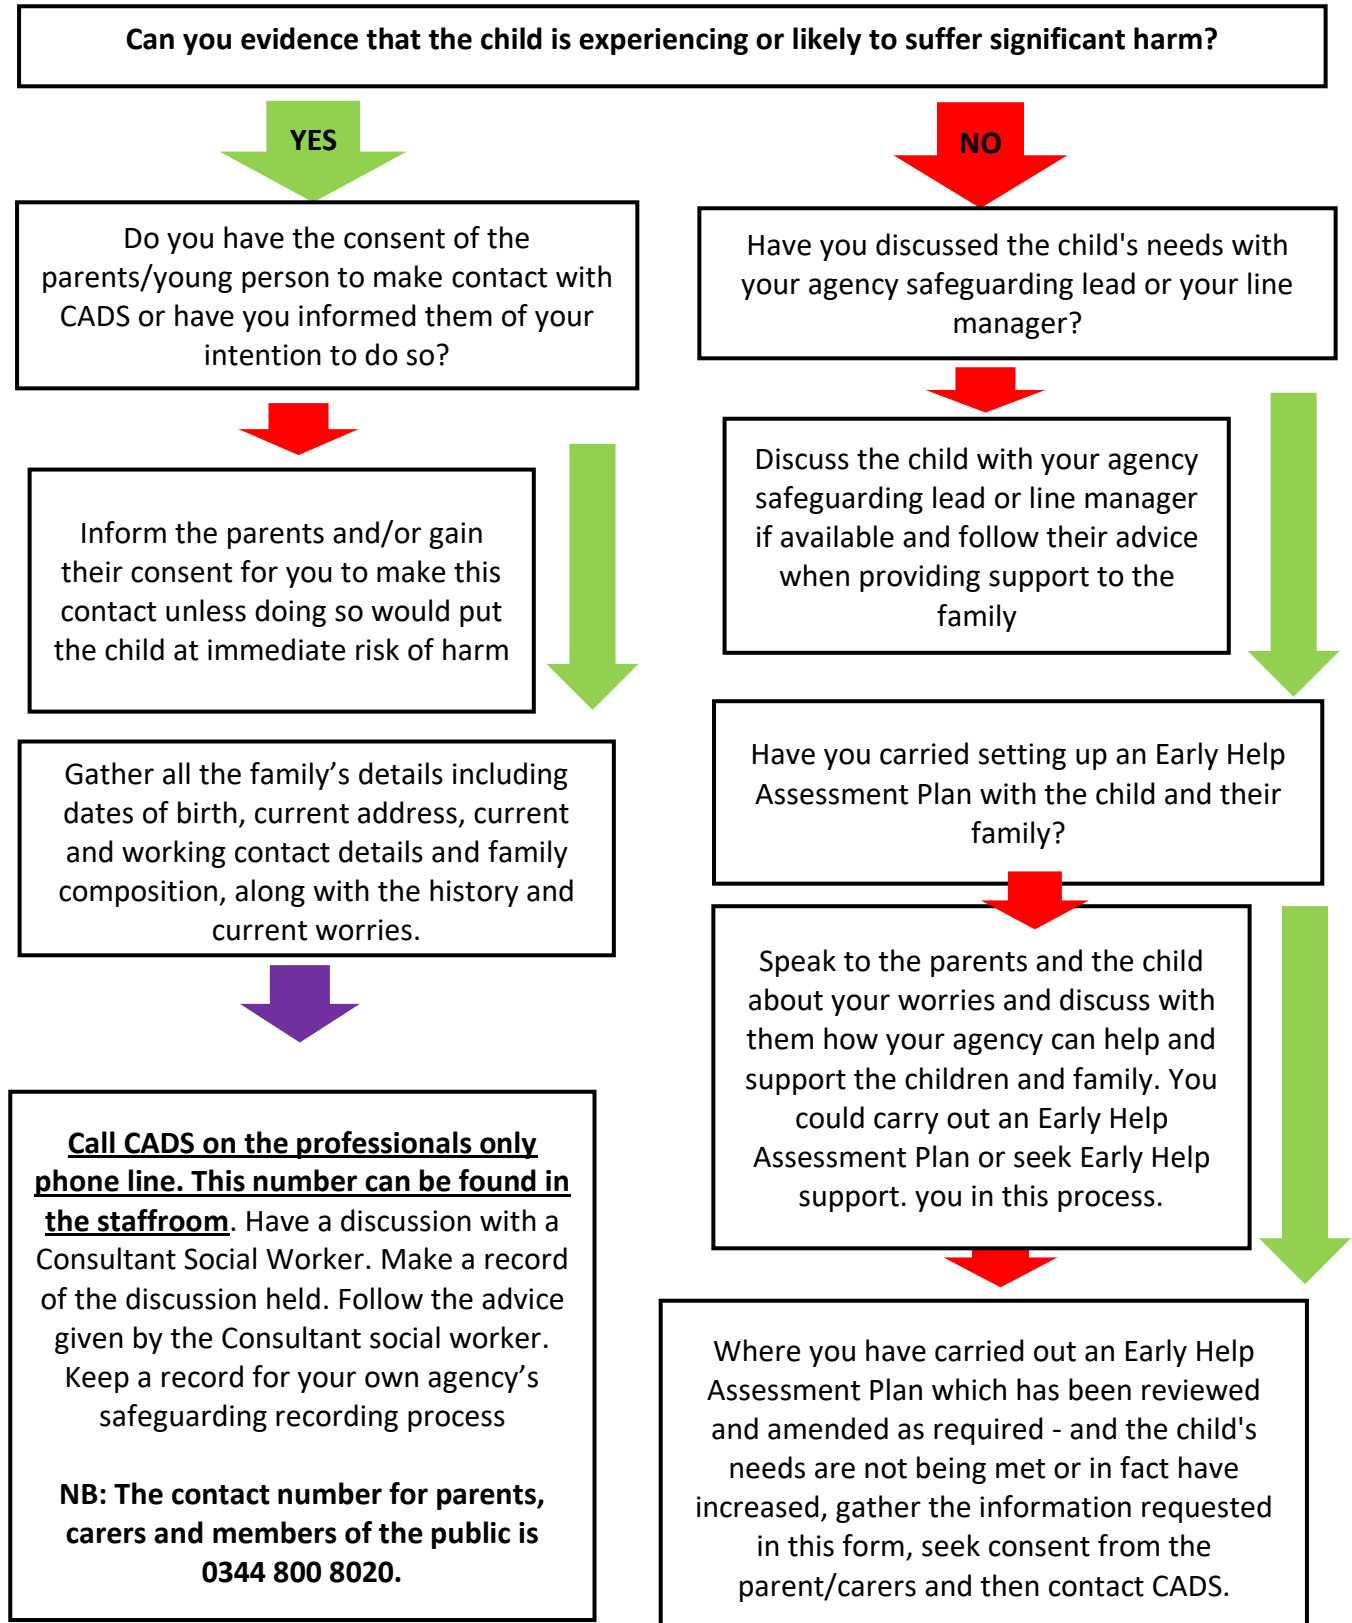 Can you evidence that the child is experiencing or likely to suffer significant harm?
YES
NO
Do you have the consent of the
parents/young person to make contact with
CADS or have you informed them of your
intention to do so?
Inform the parents and/or gain
their consent for you to make this
contact unless doing so would put
the child at immediate risk of harm
Gather all the family’s details including
dates of birth, current address, current
and working contact details and family
composition, along with the history and
current worries.
Call CADS on the professionals only
phone line. This number can be found in
the staffroom. Have a discussion with a
Consultant Social Worker. Make a record
of the discussion held. Follow the advice
given by the Consultant social worker.
Keep a record for your own agency’s
safeguarding recording process
NB: The contact number for parents,
carers and members of the public is
0344 800 8020.
Have you discussed the child's needs with
your agency safeguarding lead or your line
manager?
Discuss the child with your agency
safeguarding lead or line manager
if available and follow their advice
when providing support to the
family
Have you carried setting up an Early Help
Assessment Plan with the child and their
family?
Speak to the parents and the child
about your worries and discuss with
them how your agency can help and
support the children and family. You
could carry out an Early Help
Assessment Plan or seek Early Help
support. you in this process.
Where you have carried out an Early Help
Assessment Plan which has been reviewed
and amended as required - and the child's
needs are not being met or in fact have
increased, gather the information requested
in this form, seek consent from the
parent/carers and then contact CADS.